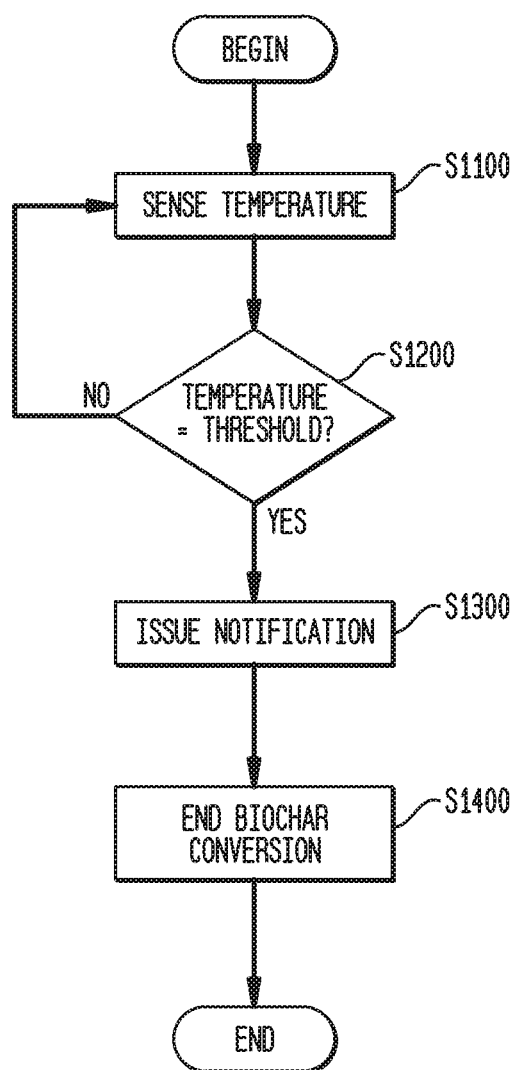 BEGIN
SENSE TEMPERATURE
S1100
TEMPERATURE
= THRESHOLD?
S1200
NO
YES
ISSUE NOTIFICATION
S1300
END BIOCHAR
CONVERSION
S1400
END